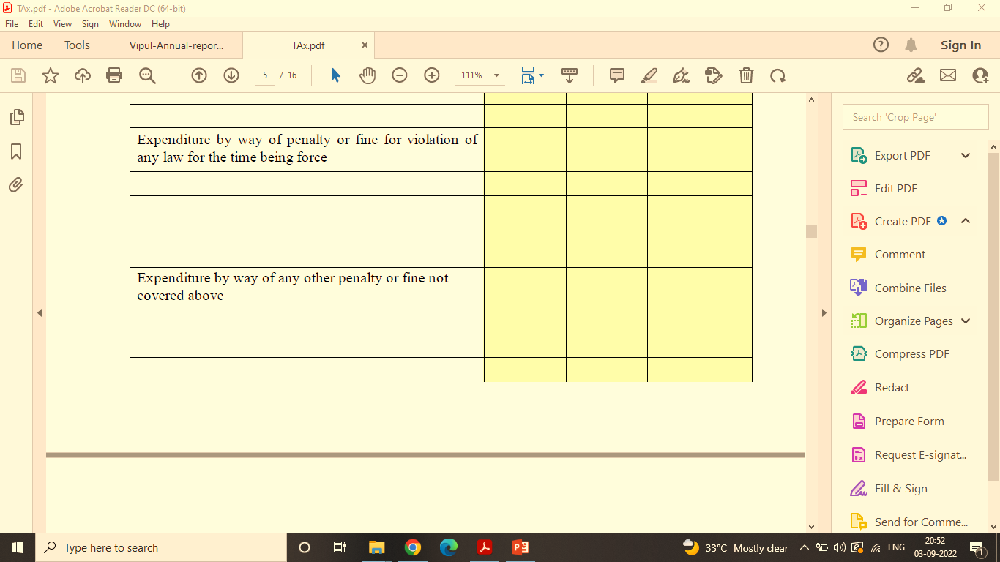 TAx.pdf - Adobe Acrobat Reader DC (64-bit)
File Edit View Sign Window Help
Home Tools Vipul-Annual-repor... TAx.pdf × Sign In
5 / 16 111%
Expenditure by way of penalty or fine for violation of
any law for the time being force
Expenditure by way of any other penalty or fine not
covered above
Search 'Crop Page'
Export PDF
Edit PDF
Create PDF
Comment
Combine Files
Organize Pages
Compress PDF
Redact
Prepare Form
Request E-signat...
Fill & Sign
Send for Comme...
Type here to search
33°C Mostly clear
ENG
20:52
03-09-2022
1